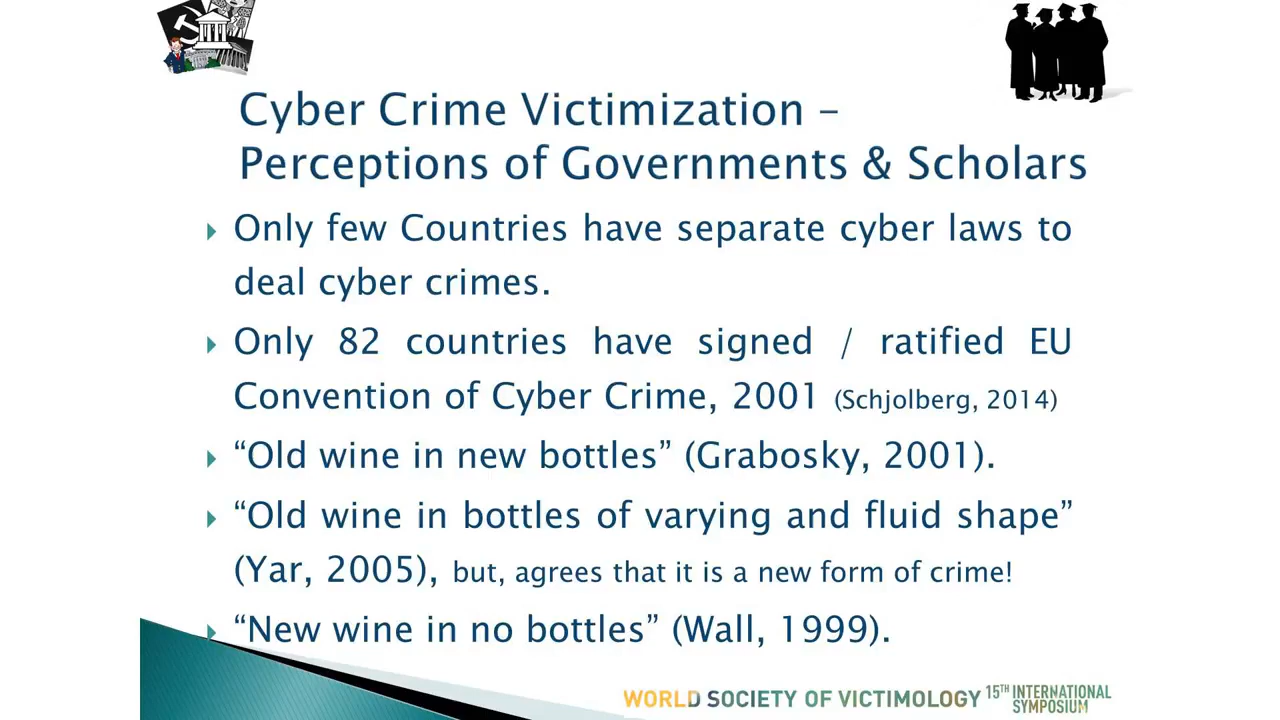 Cyber Crime Victimization –
Perceptions of Governments & Scholars
Only few Countries have separate cyber laws to
deal cyber crimes.
Only 82 countries have signed / ratified EU
Convention of Cyber Crime, 2001 (Schjolberg, 2014)
“Old wine in new bottles” (Grabosky, 2001).
“Old wine in bottles of varying and fluid shape”
(Yar, 2005), but, agrees that it is a new form of crime!
“New wine in no bottles” (Wall, 1999).
WORLD SOCIETY OF VICTIMOLOGY 15TH INTERNATIONAL
SYMPOSIUM